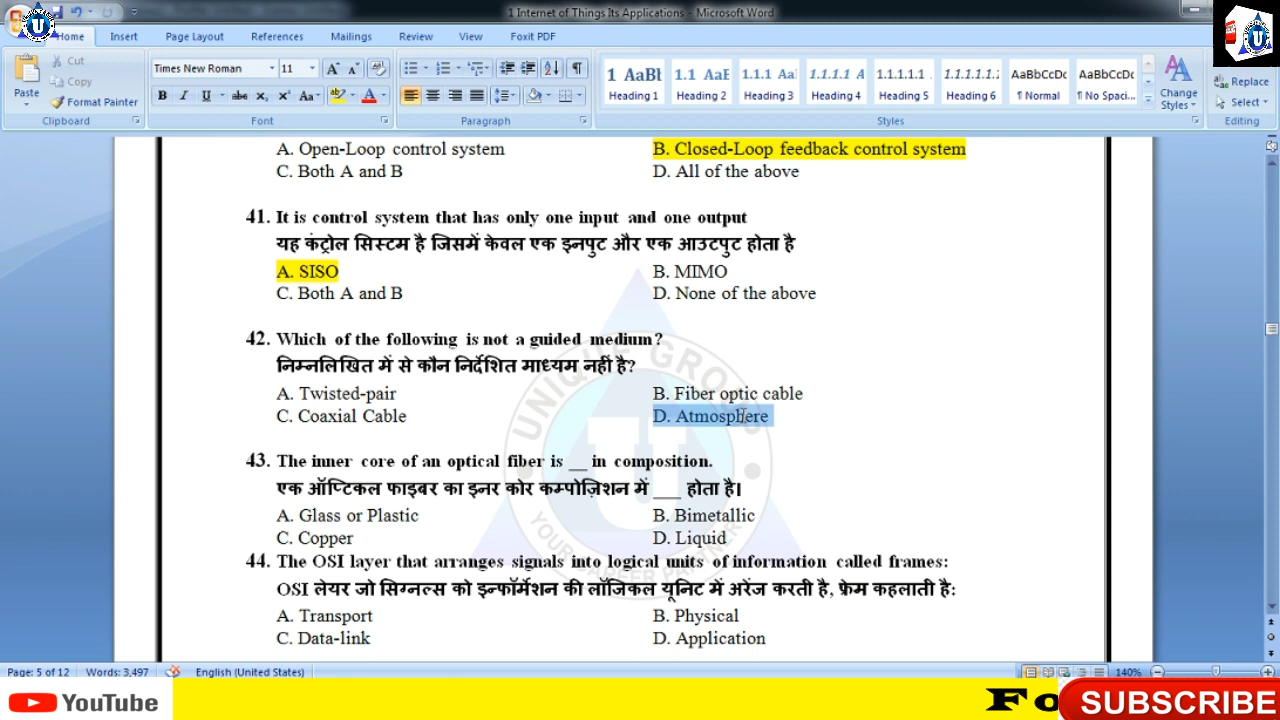 1 Internet of Things Its Applications - Microsoft Word
Home Insert Page Layout References Mailings Review View Foxit PDF
Cut
Copy
Paste Format Painter
Clipboard
Times New Roman 11
Font
Paragraph
1 AaBb 1.1 AaB 1.1.1 Aa 1.1.1.1 A 1.1.1.1.1 1.1.1.1.1. AaBbCcDc AaBbCcDc
Heading 1 Heading 2 Heading 3 Heading 4 Heading 5 Heading 6 ¶ Normal ¶ No Spaci...
Change Styles
Styles
Replace
Select
Editing
A. Open-Loop control system B. Closed-Loop feedback control system
C. Both A and B D. All of the above
41. It is control system that has only one input and one output
यह कंट्रोल सिस्टम है जिसमें केवल एक इनपुट और एक आउटपुट होता है
A. SISO B. MIMO
C. Both A and B D. None of the above
42. Which of the following is not a guided medium?
निम्नलिखित में से कौन निर्देशित माध्यम नहीं है?
A. Twisted-pair B. Fiber optic cable
C. Coaxial Cable D. Atmosphere
43. The inner core of an optical fiber is __ in composition.
एक ऑप्टिकल फाइबर का इनर कोर कम्पोज़िशन में ___ होता है।
A. Glass or Plastic B. Bimetallic
C. Copper D. Liquid
44. The OSI layer that arranges signals into logical units of information called frames:
OSI लेयर जो सिग्नल्स को इन्फॉर्मेशन की लॉजिकल यूनिट में अरेंज करती है, फ्रेम कहलाती है:
A. Transport B. Physical
C. Data-link D. Application
UNIQUE GROUP
YOUR CAREER PARTNER
Page: 5 of 12 Words: 3,497 English (United States) 140%
YouTube Fo SUBSCRIBE